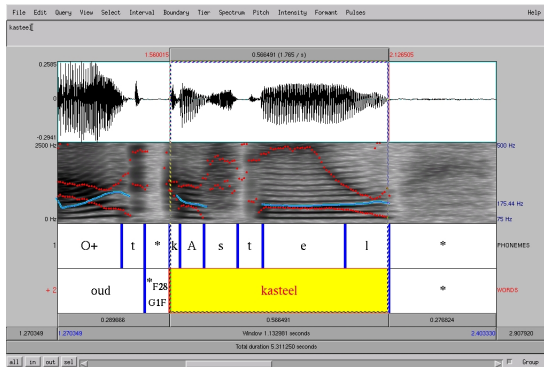 File Edit Query View Select Interval Boundary Tier Spectrum Pitch Intensity Formant Pulses Help
kasteel
1.560015 0.566491 (1.765 / s) 2.126505
0.2585
0
-0.2941
2500 Hz 500 Hz
175.44 Hz
0 Hz 75 Hz
1 O+ t * k A s t e l * PHONEMES
+ 2 oud *F28 kasteel * WORDS
G1F
0.289666 0.566491 0.276824
1.270349 1.270349 Window 1.132981 seconds 2.403330 2.907920
Total duration 5.311250 seconds
all in out sel Group